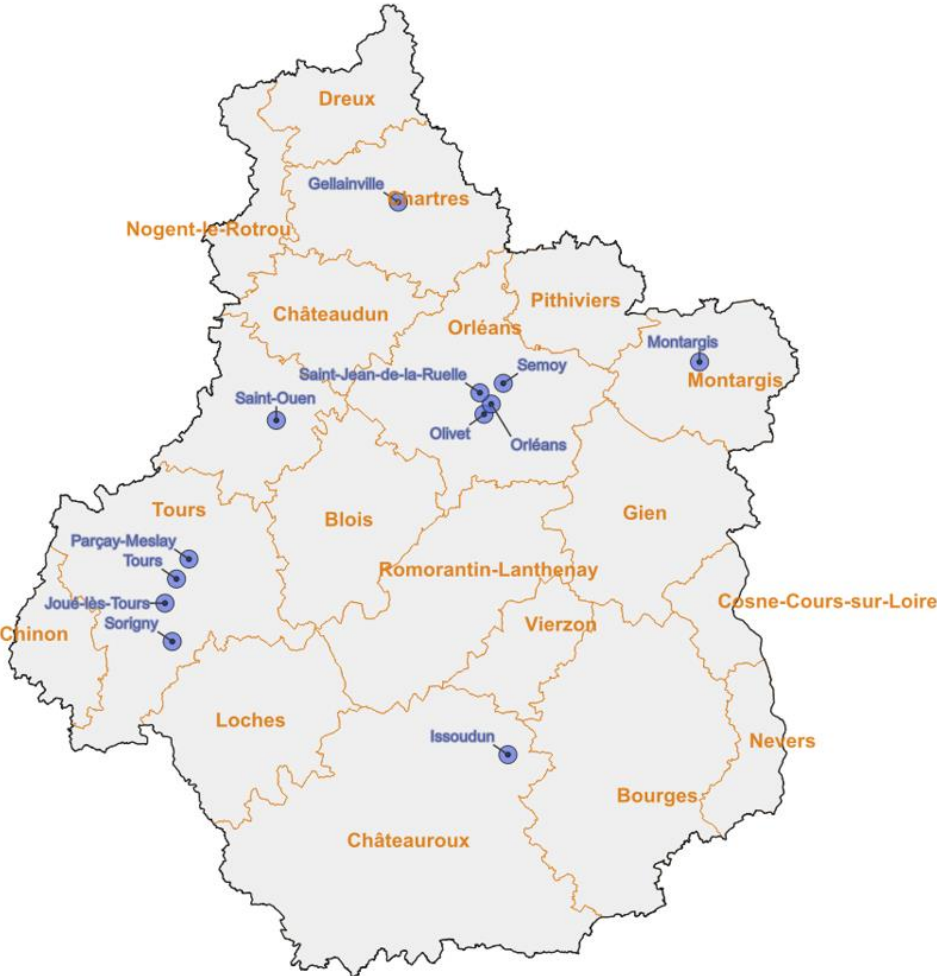 Dreux
Gellainville
Chartres
Nogent-le-Rotrou
Châteaudun
Orléans
Pithiviers
Montargis
Montargis
Saint-Jean-de-la-Ruelle
Semoy
Saint-Ouen
Olivet
Orléans
Tours
Blois
Gien
Parçay-Meslay
Tours
Romorantin-Lanthenay
Joué-lès-Tours
Cosne-Cours-sur-Loire
Sorigny
Chinon
Vierzon
Loches
Issoudun
Nevers
Bourges
Châteauroux